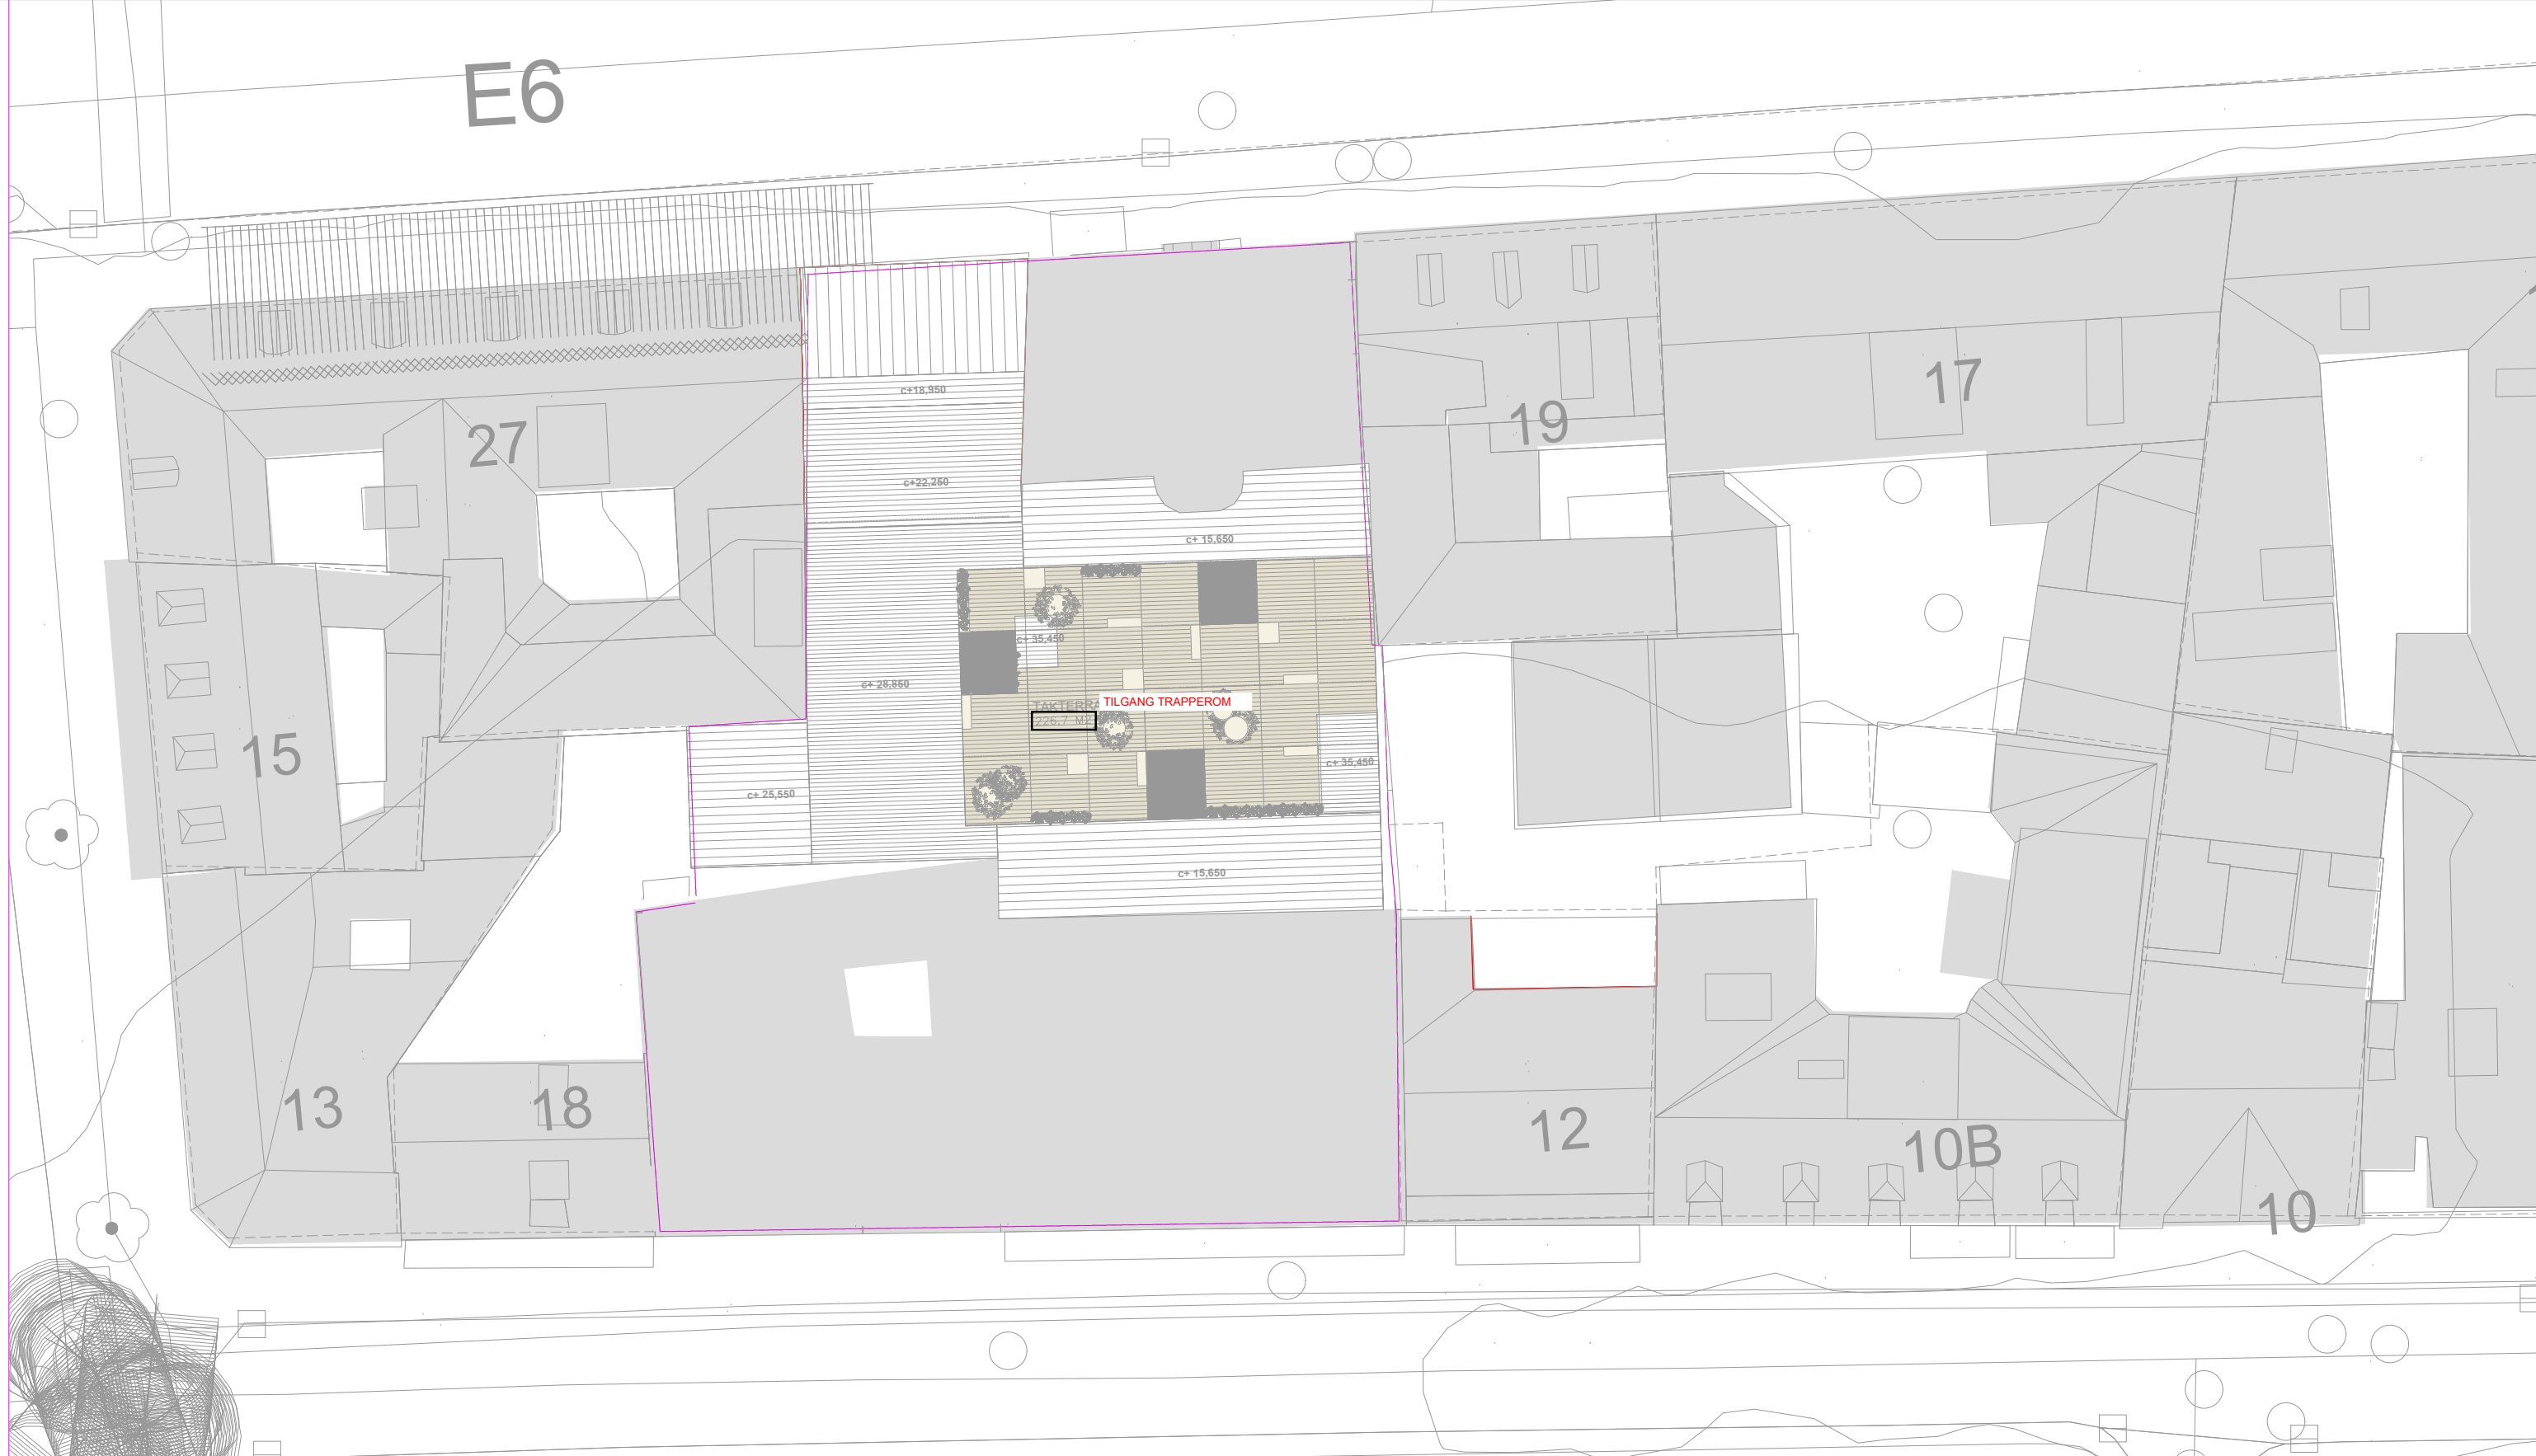 E6
c+18,950
27
19
17
c+22,250
c+ 15,650
c+ 35,450
c+ 28,850
TILGANG TRAPPEROM
226.7 M2
15
c+ 35,450
c+ 25,550
c+ 15,650
13
18
12
10B
10